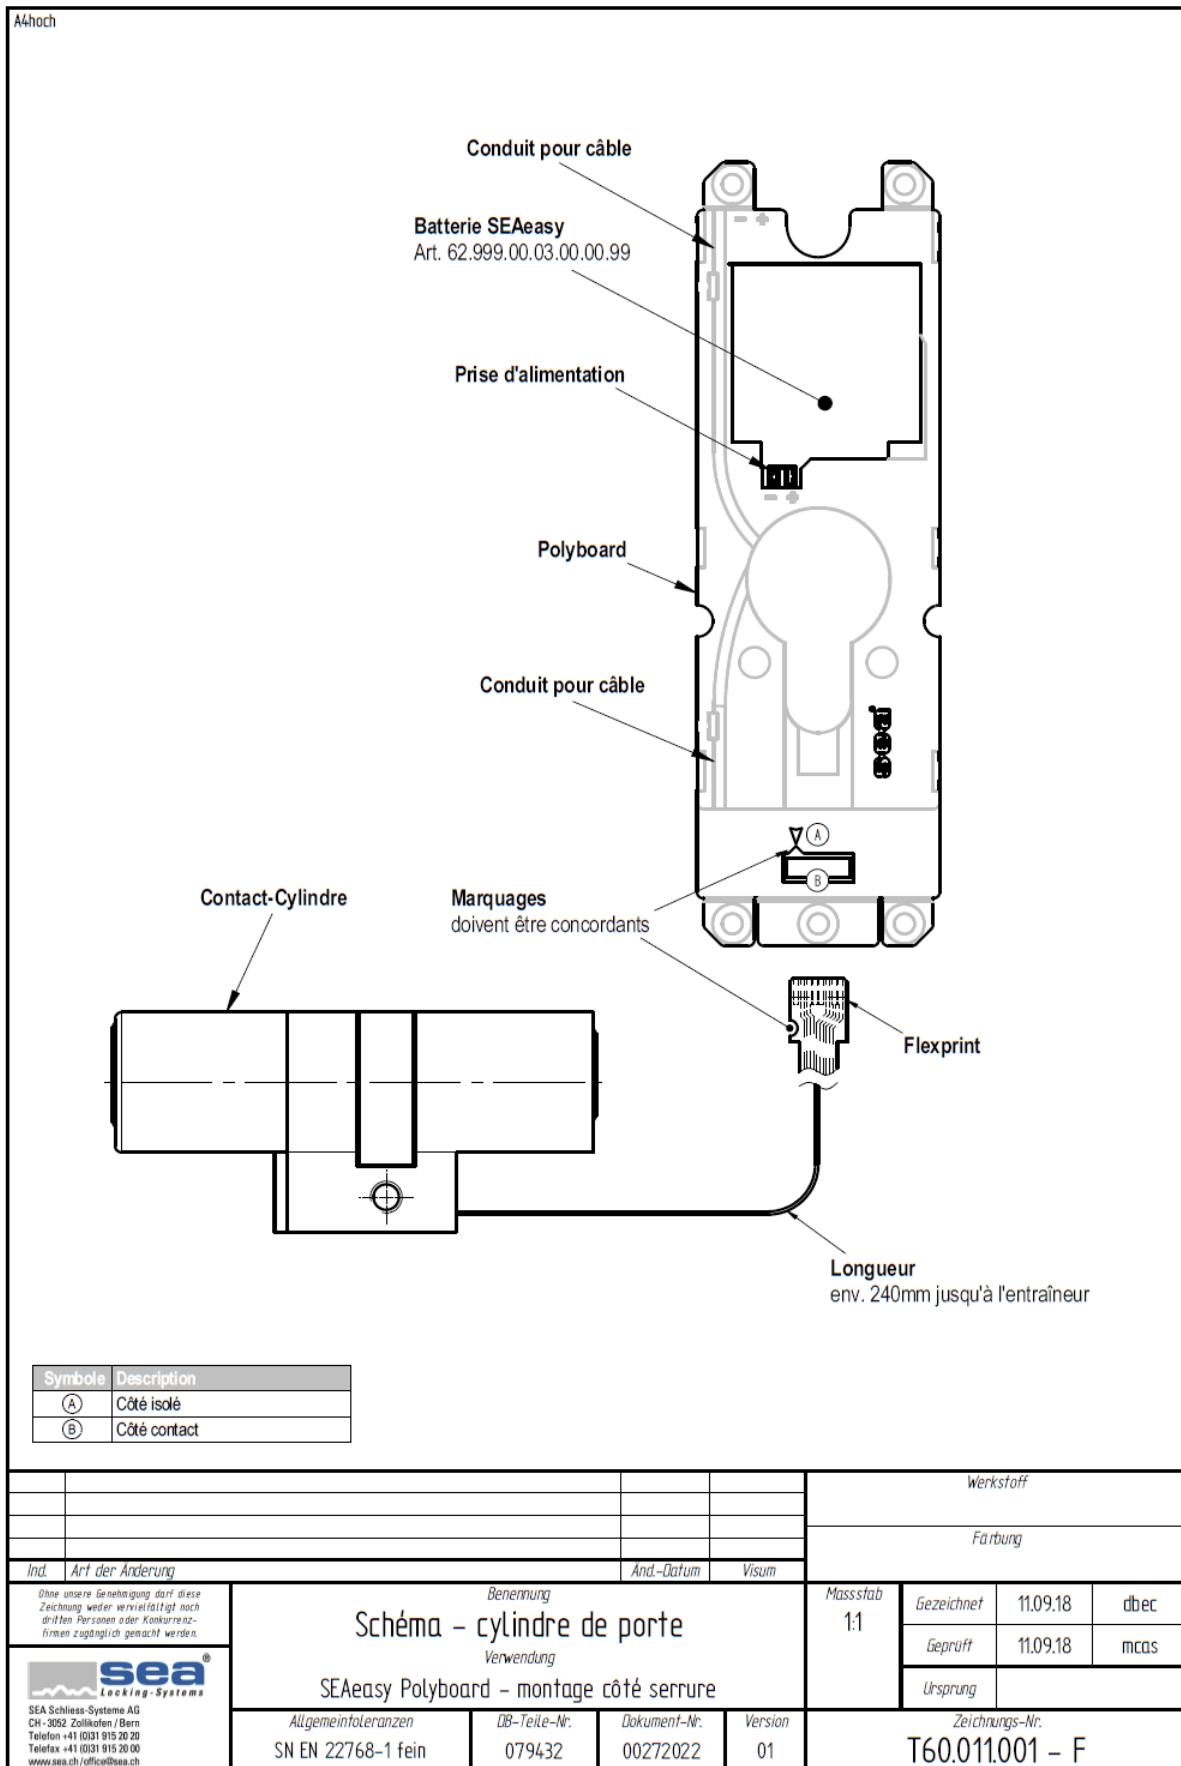 A4hoch
Conduit pour câble
Batterie SEAeasy
Art. 62.999.00.03.00.00.99
- +
Prise d'alimentation
- +
Polyboard
Conduit pour câble
sea
A
B
Contact-Cylindre
Marquages
doivent être concordants
Flexprint
Longueur
env. 240mm jusqu'à l'entraîneur
Symbole Description
A Côté isolé
B Côté contact
Werkstoff
Färbung
Ind. Art der Änderung Änd.-Datum Visum
Ohne unsere Genehmigung darf diese
Zeichnung weder vervielfältigt noch
dritten Personen oder Konkurrenz-
firmen zugänglich gemacht werden.
Benennung
Schéma - cylindre de porte
Verwendung
SEAeasy Polyboard - montage côté serrure
Massstab
1:1
Gezeichnet 11.09.18 dbec
Geprüft 11.09.18 mcas
Ursprung
sea®
Locking-Systems
SEA Schliess-Systeme AG
CH-3052 Zollikofen / Bern
Telefon +41 (0)31 915 20 20
Telefax +41 (0)31 915 20 00
www.sea.ch/office@sea.ch
Allgemeintoleranzen
SN EN 22768-1 fein
DB-Teile-Nr.
079432
Dokument-Nr.
00272022
Version
01
Zeichnungs-Nr.
T60.011.001 - F